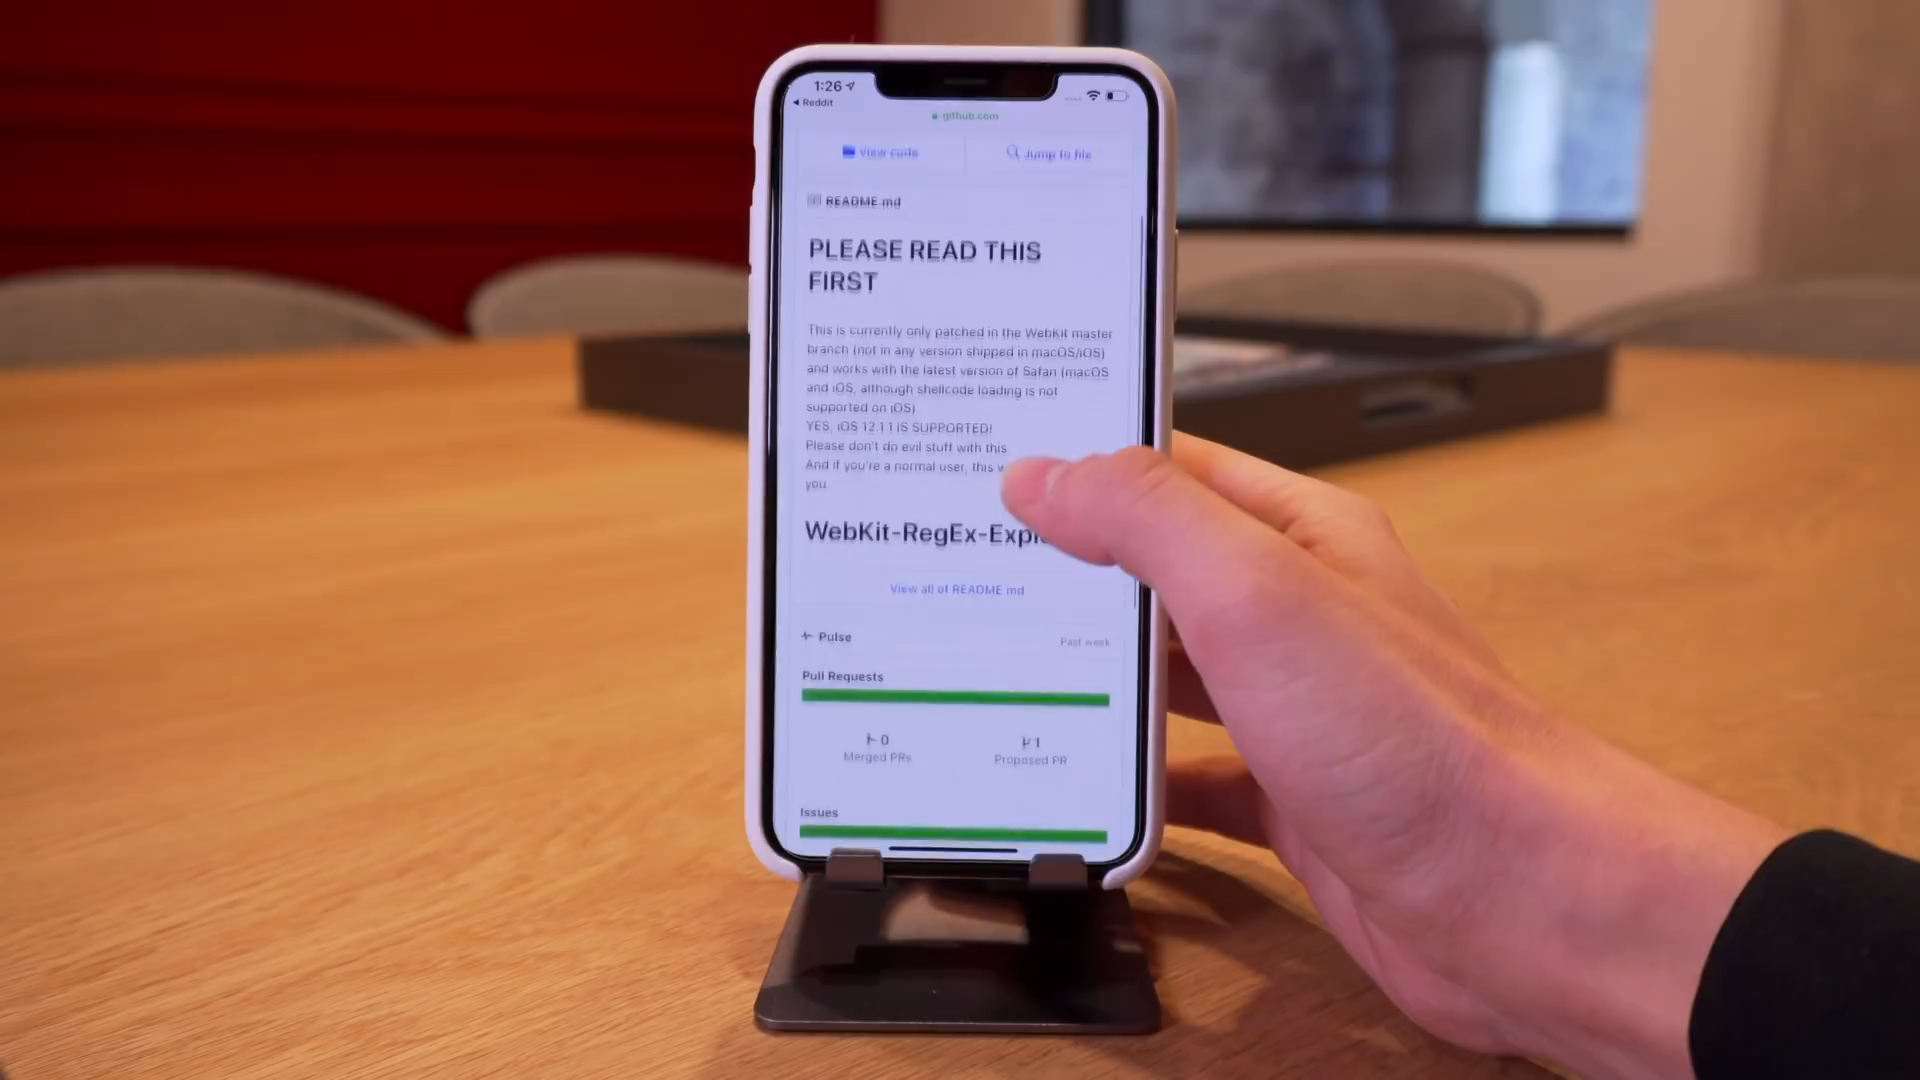 1:26
Reddit
github.com
View code
Jump to file
README.md
PLEASE READ THIS
FIRST
This is currently only patched in the WebKit master
branch (not in any version shipped in macOS/iOS)
and works with the latest version of Safari (macOS
and iOS, although shellcode loading is not
supported on iOS).
YES, iOS 12.1.1 IS SUPPORTED!
Please don't do evil stuff with this.
And if you're a normal user, this
you.
WebKit-RegEx-
View all of README.md
Pulse
Past week
Pull Requests
0
1
Merged PRs
Proposed PR
Issues